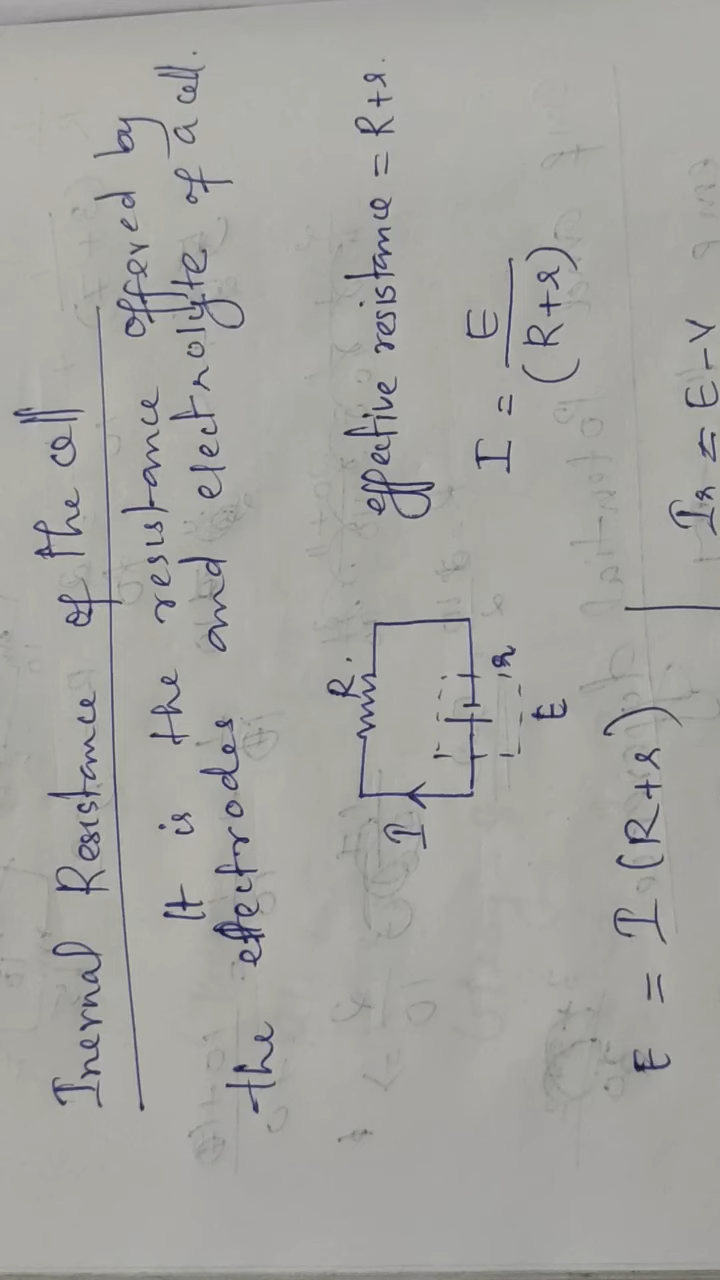 Inernal Resistance of the cell
It is the resistance offered by
the electrodes and electrolyte of a cell.
R.
I
r
E
effective resistance = R+r.
I = E
(R+r)
E = I (R+r)
Ir = E-V